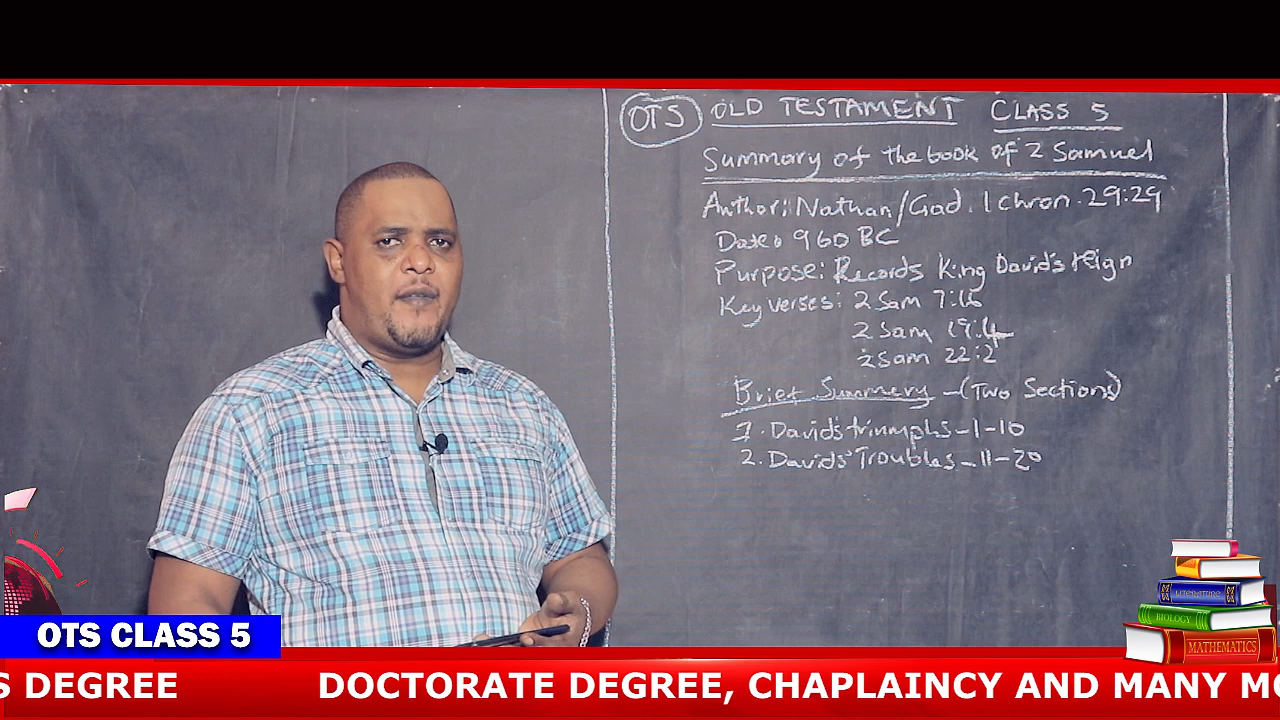 OTS OLD TESTAMENT CLASS 5
Summary of the book of 2 Samuel
Author: Nathan/Gad. 1 chron. 29:29
Date: 960 BC
Purpose: Records King David's reign
Key verses: 2 Sam 7:16
2 Sam 19:4
2 Sam 22:2
Brief Summery - (Two Sections)
1. David's triumphs - 1-10
2. Davids' Troubles - 11-20
LITERATURE
BIOLOGY
MATHEMATICS
OTS CLASS 5
S DEGREE DOCTORATE DEGREE, CHAPLAINCY AND MANY MO